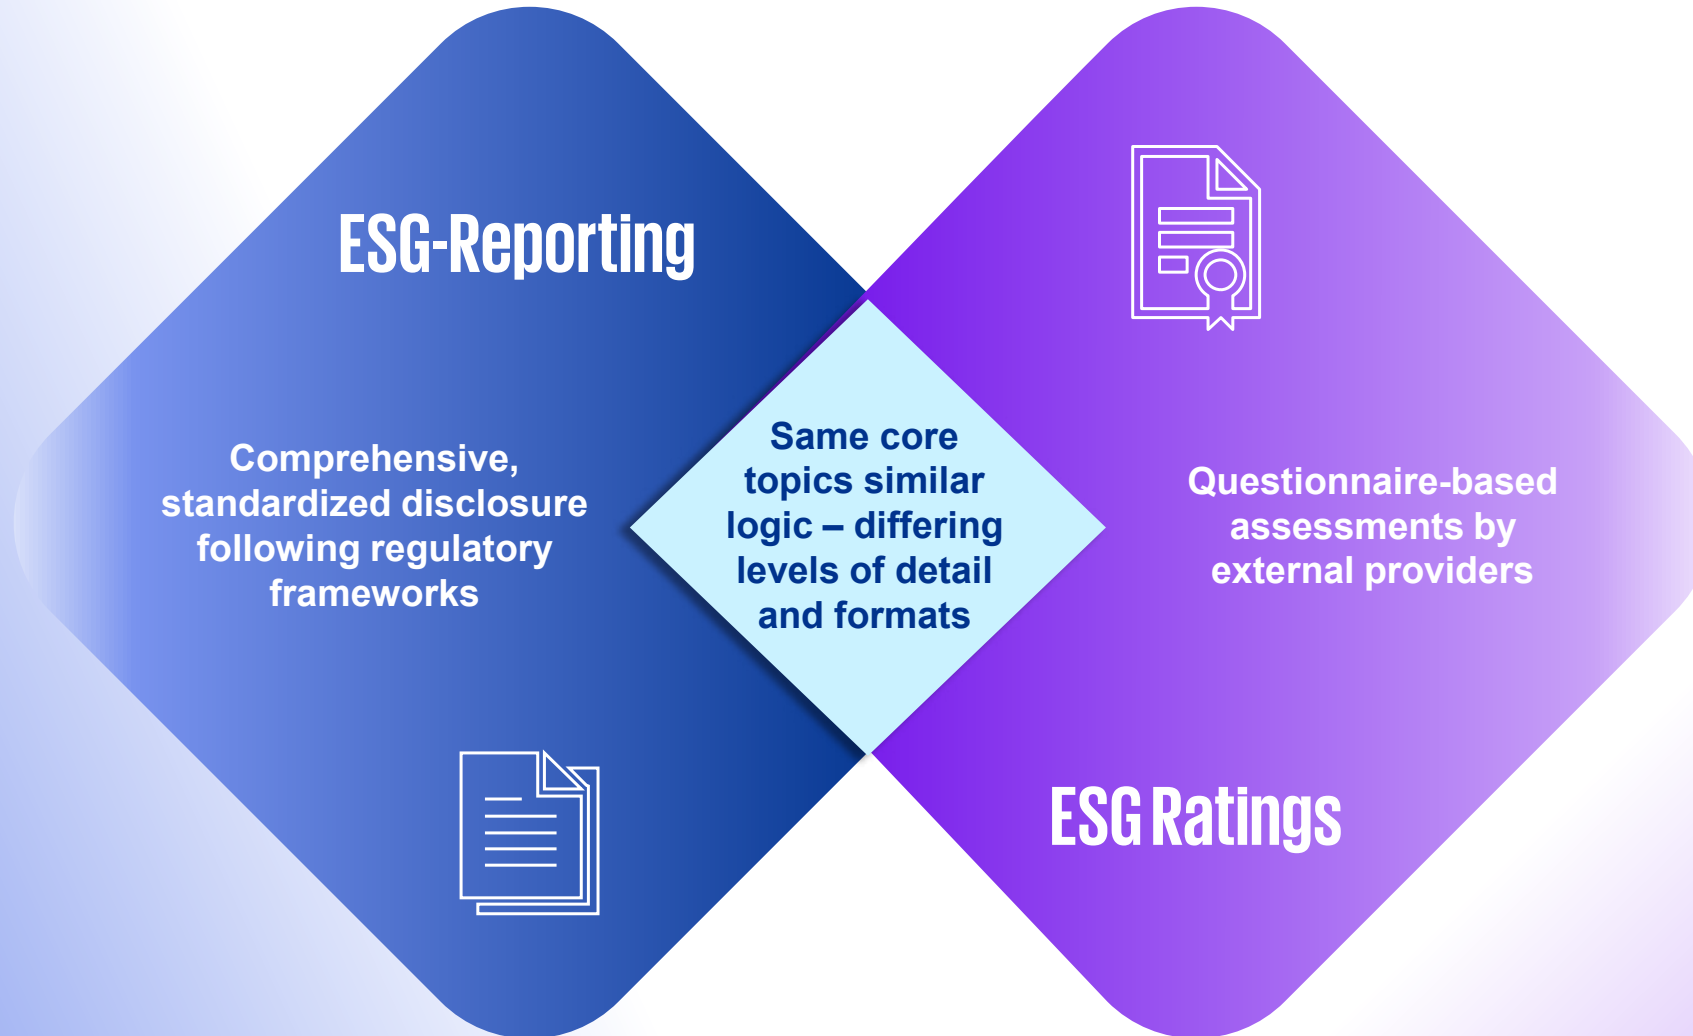 ESG-Reporting
Comprehensive,
standardized disclosure
following regulatory
frameworks
Same core
topics similar
logic – differing
levels of detail
and formats
Questionnaire-based
assessments by
external providers
ESG Ratings